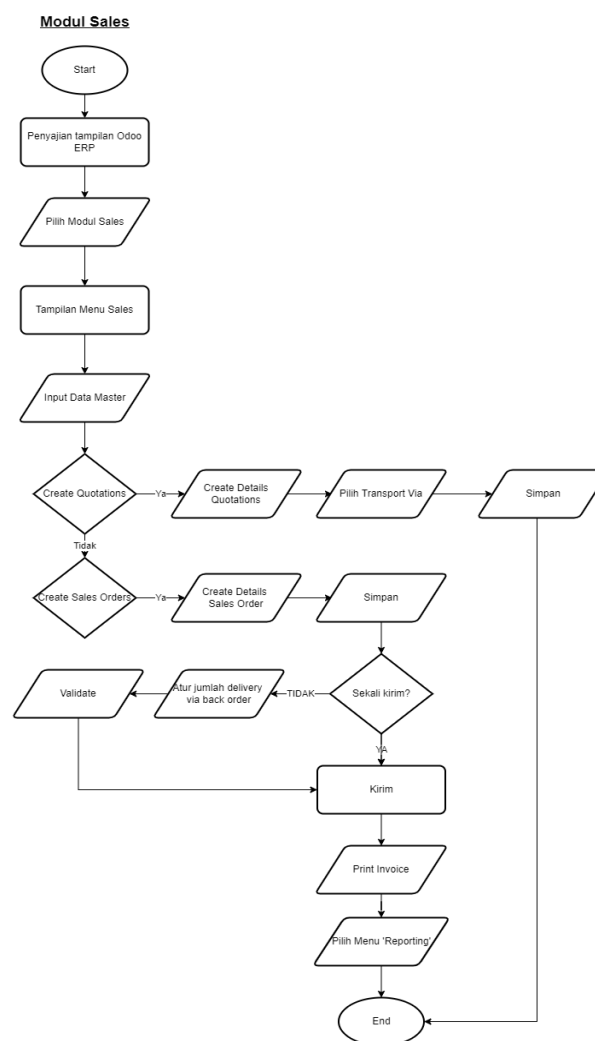 Modul Sales
Start
Penyajian tampilan Odoo
ERP
Pilih Modul Sales
Tampilan Menu Sales
Input Data Master
Create Quotations
Ya
Create Details
Quotations
Pilih Transport Via
Simpan
Tidak
Create Sales Orders
Ya
Create Details
Sales Order
Simpan
Validate
Atur jumlah delivery
via back order
TIDAK
Sekali kirim?
YA
Kirim
Print Invoice
Pilih Menu 'Reporting'
End